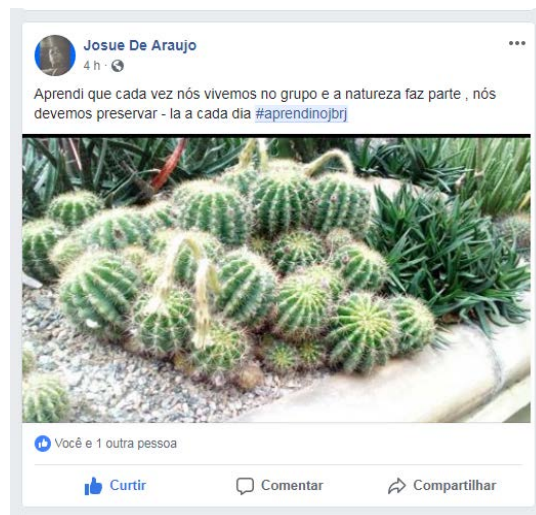 Josue De Araujo
4 h ·
Aprendi que cada vez nós vivemos no grupo e a natureza faz parte , nós
devemos preservar - la a cada dia #aprendinojbrj
Você e 1 outra pessoa
Curtir Comentar Compartilhar